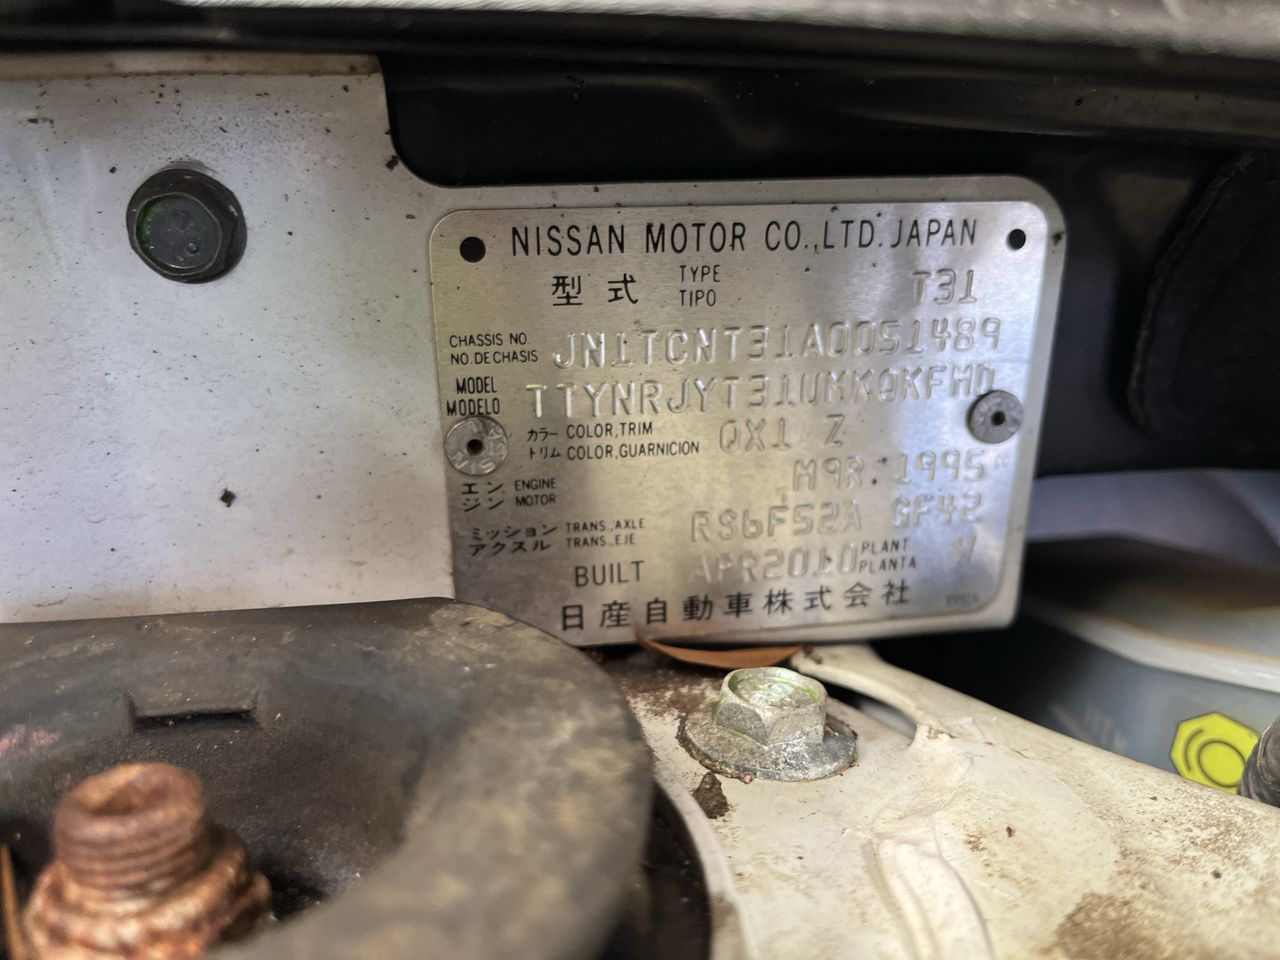 NISSAN MOTOR CO.,LTD. JAPAN
型式 TYPE TIPO T31
CHASSIS NO. NO. DE CHASIS JN1TCNT31A0051489
MODEL MODELO TTYNRJYT31UMKQKFMD
カラー COLOR,TRIM QX1 Z
トリム COLOR,GUARNICION
エンジン ENGINE MOTOR M9R: 1995 cc
ミッション TRANS.,AXLE RS6F52A GF42
アクスル TRANS.,EJE
BUILT APR2010 PLANT PLANTA
日産自動車株式会社